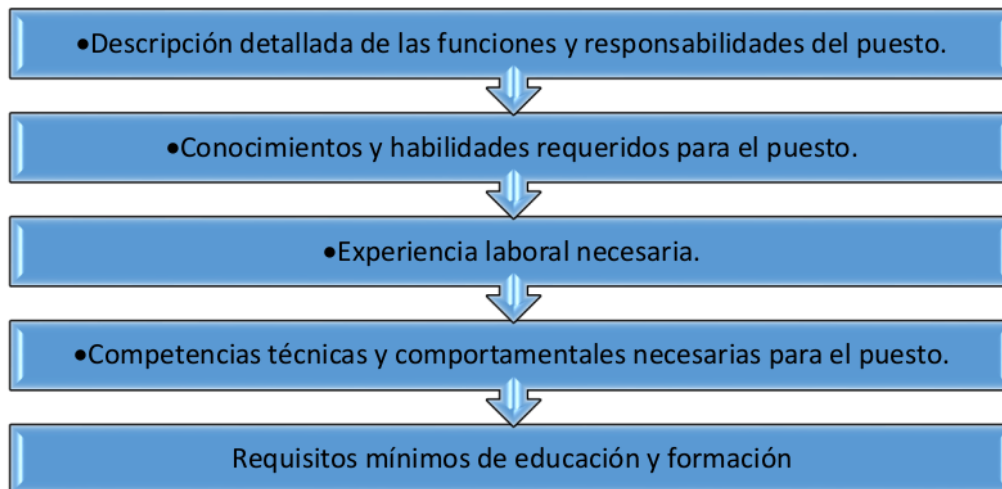 •Descripción detallada de las funciones y responsabilidades del puesto.
•Conocimientos y habilidades requeridos para el puesto.
•Experiencia laboral necesaria.
•Competencias técnicas y comportamentales necesarias para el puesto.
Requisitos mínimos de educación y formación